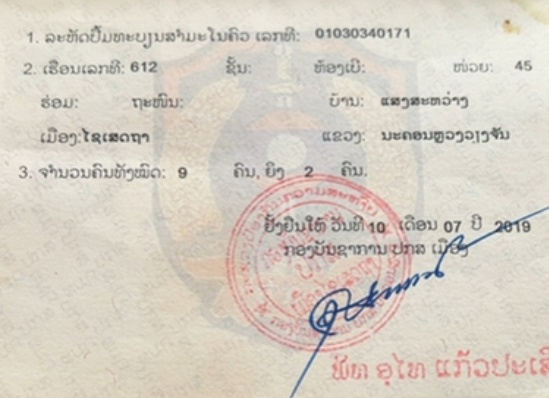 1. ລະຫັດປຶ້ມທະບຽນສຳມະໂນຄົວ ເລກທີ: 01030340171
2. ເຮືອນເລກທີ: 612 ຊັ້ນ: ຫ້ອງເບີ: ໜ່ວຍ: 45
ຮ່ອມ: ຖະໜົນ: ບ້ານ: ແສງສະຫວ່າງ
ເມືອງ: ໄຊເສດຖາ ແຂວງ: ນະຄອນຫຼວງວຽງຈັນ
3. ຈຳນວນຄົນທັງໝົດ: 9 ຄົນ, ຍິງ 2 ຄົນ.
ຢັ້ງຢືນໃຫ້ ວັນທີ 10 ເດືອນ 07 ປີ 2019
ກອງບັນຊາການ ປກສ ເມືອງ
ພັທ ອຸໄທ ແກ້ວປະເສີ